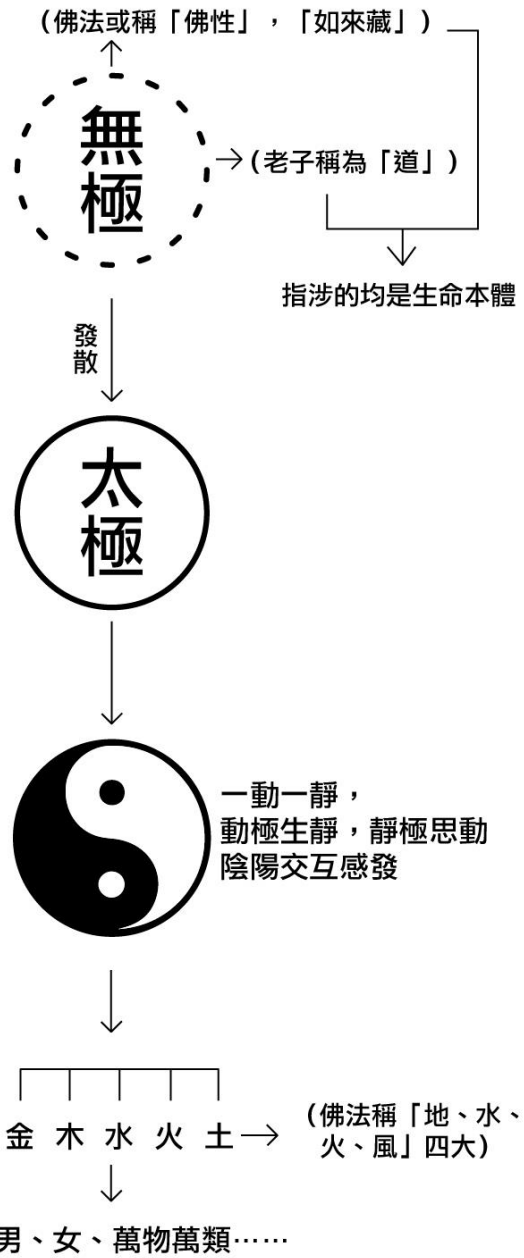 （佛法或稱「佛性」，「如來藏」）
無極
（老子稱為「道」）
指涉的均是生命本體
發散
太極
一動一靜，
動極生靜，靜極思動
陰陽交互感發
金 木 水 火 土
（佛法稱「地、水、
火、風」四大）
男、女、萬物萬類……